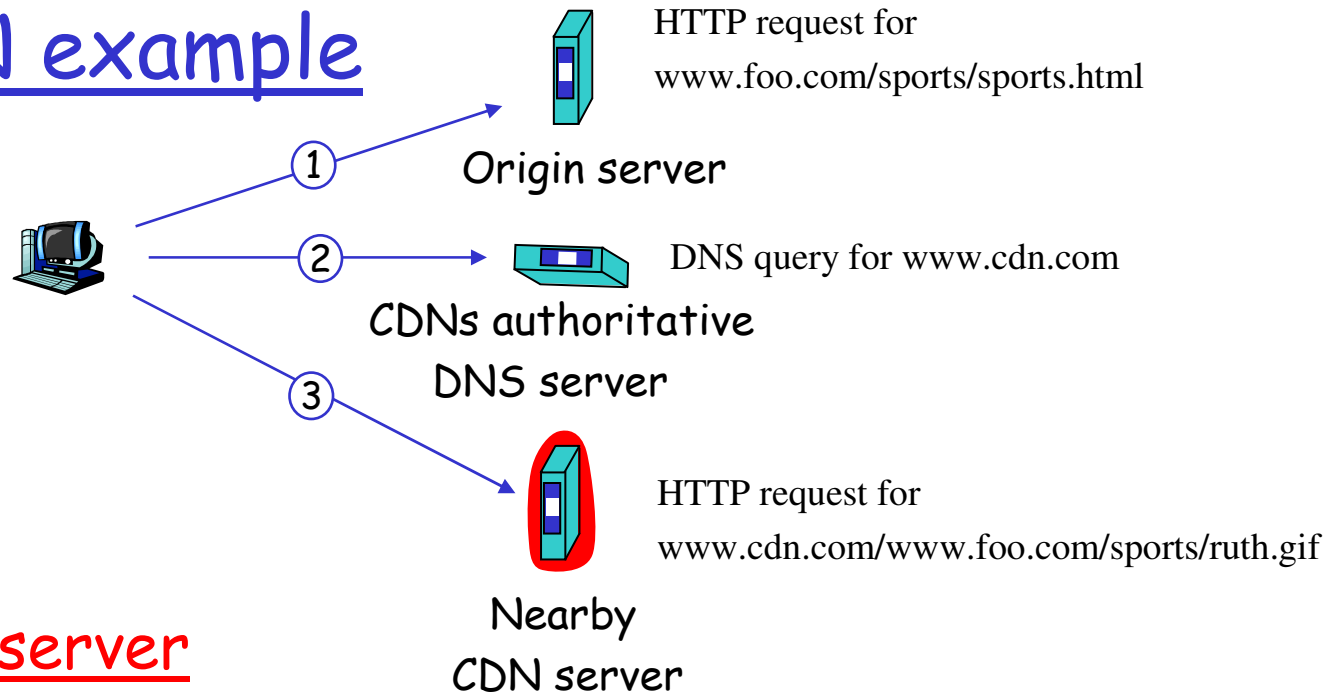 N example
HTTP request for
www.foo.com/sports/sports.html
1
Origin server
2
DNS query for www.cdn.com
CDNs authoritative
DNS server
3
HTTP request for
www.cdn.com/www.foo.com/sports/ruth.gif
Nearby
CDN server
server